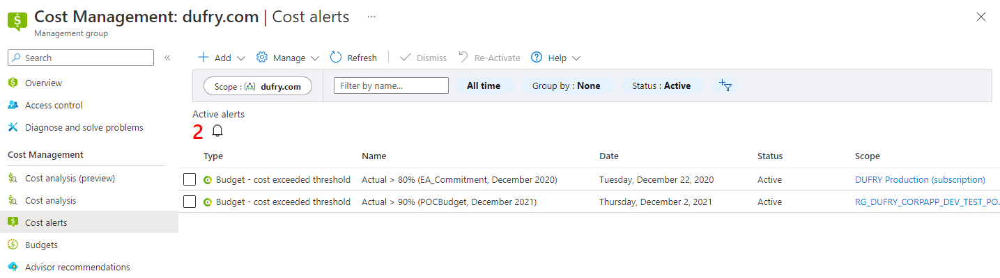 Cost Management: dufry.com | Cost alerts ...
Management group
Search
«
Add
Manage
Refresh
Dismiss
Re-Activate
Help
Overview
Access control
Diagnose and solve problems
Cost Management
Cost analysis (preview)
Cost analysis
Cost alerts
Budgets
Advisor recommendations
Scope : dufry.com
Filter by name...
All time
Group by : None
Status : Active
Active alerts
2
Type Name Date Status Scope
Budget - cost exceeded threshold Actual > 80% (EA_Commitment, December 2020) Tuesday, December 22, 2020 Active DUFRY Production (subscription)
Budget - cost exceeded threshold Actual > 90% (POCBudget, December 2021) Thursday, December 2, 2021 Active RG_DUFRY_CORPAPP_DEV_TEST_PO...